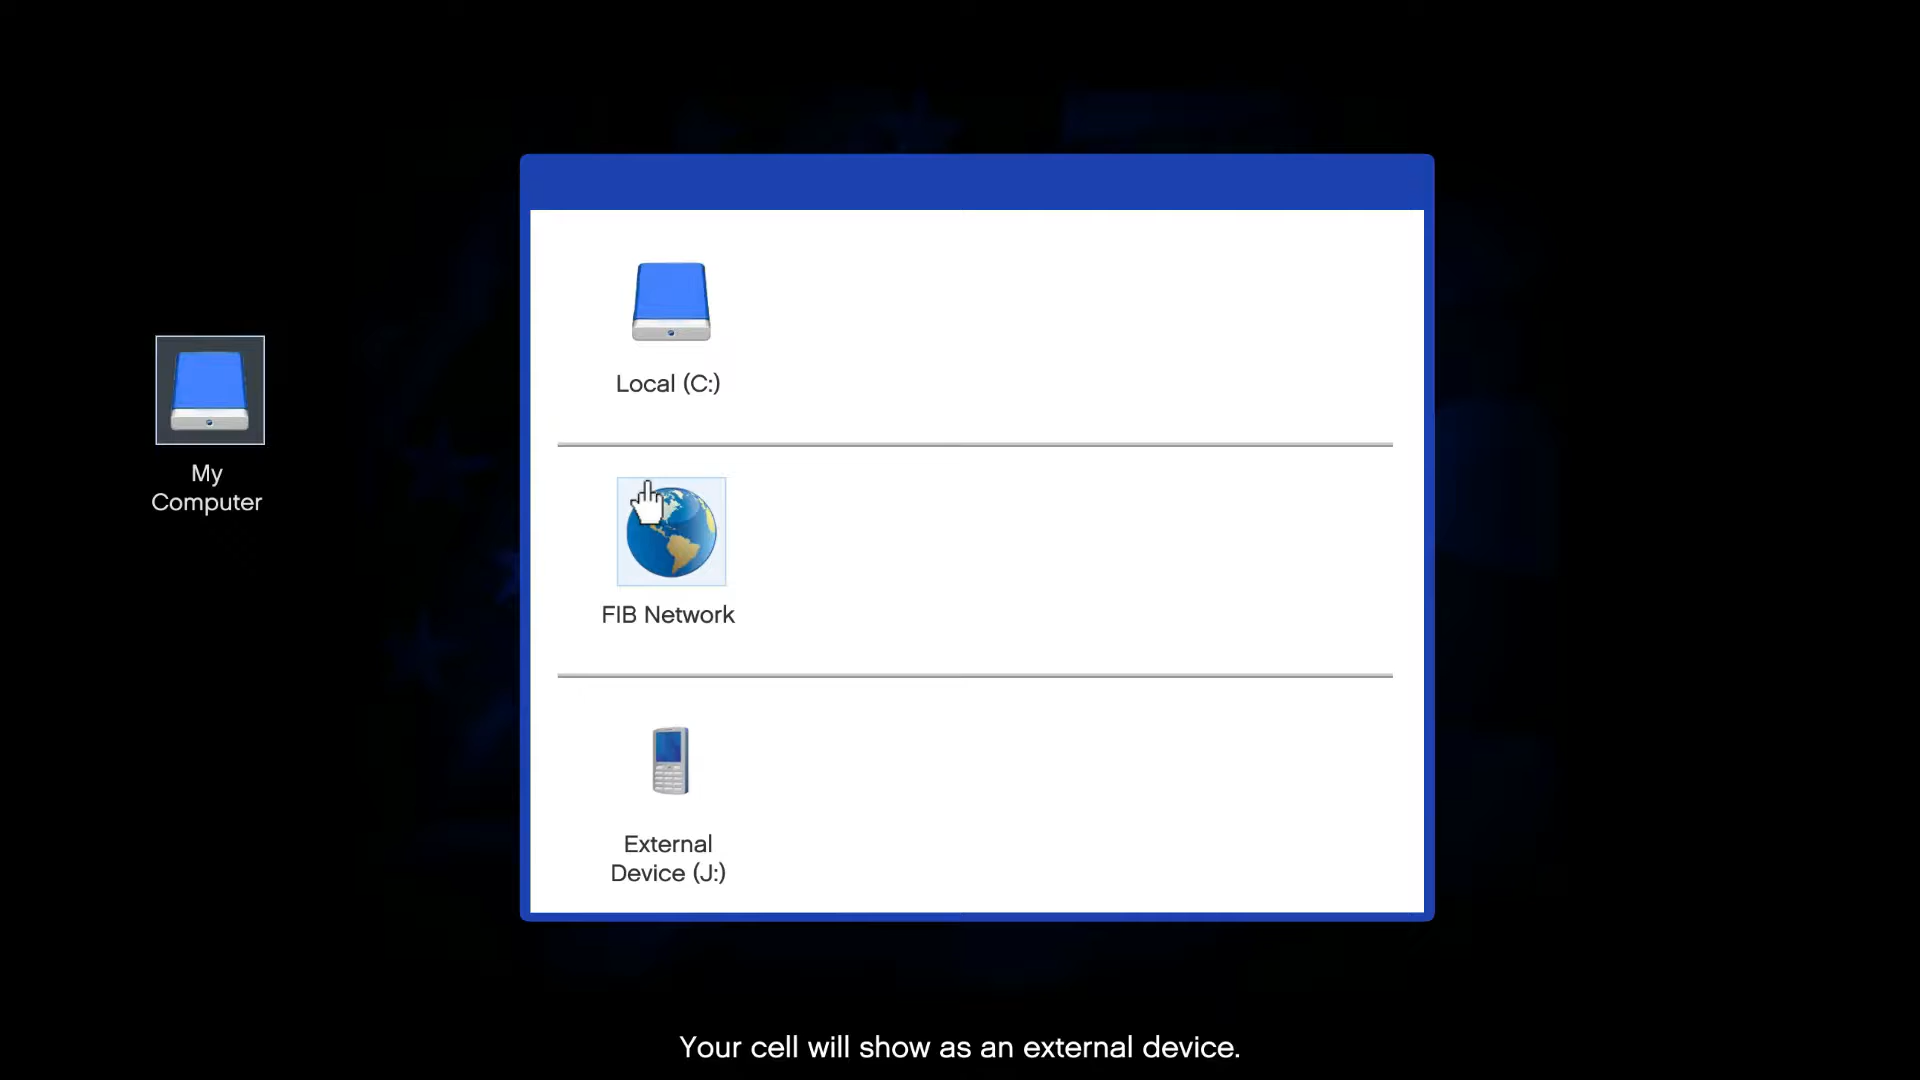 Local (C:)
My
Computer
FIB Network
External
Device (J:)
Your cell will show as an external device.